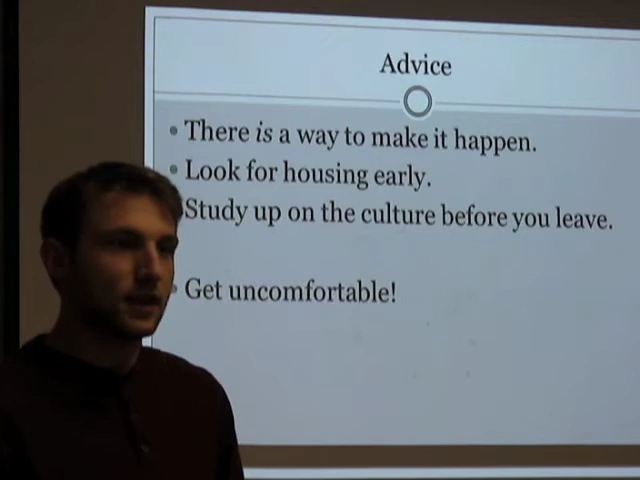 Advice
• There is a way to make it happen.
• Look for housing early.
Study up on the culture before you leave.
• Get uncomfortable!